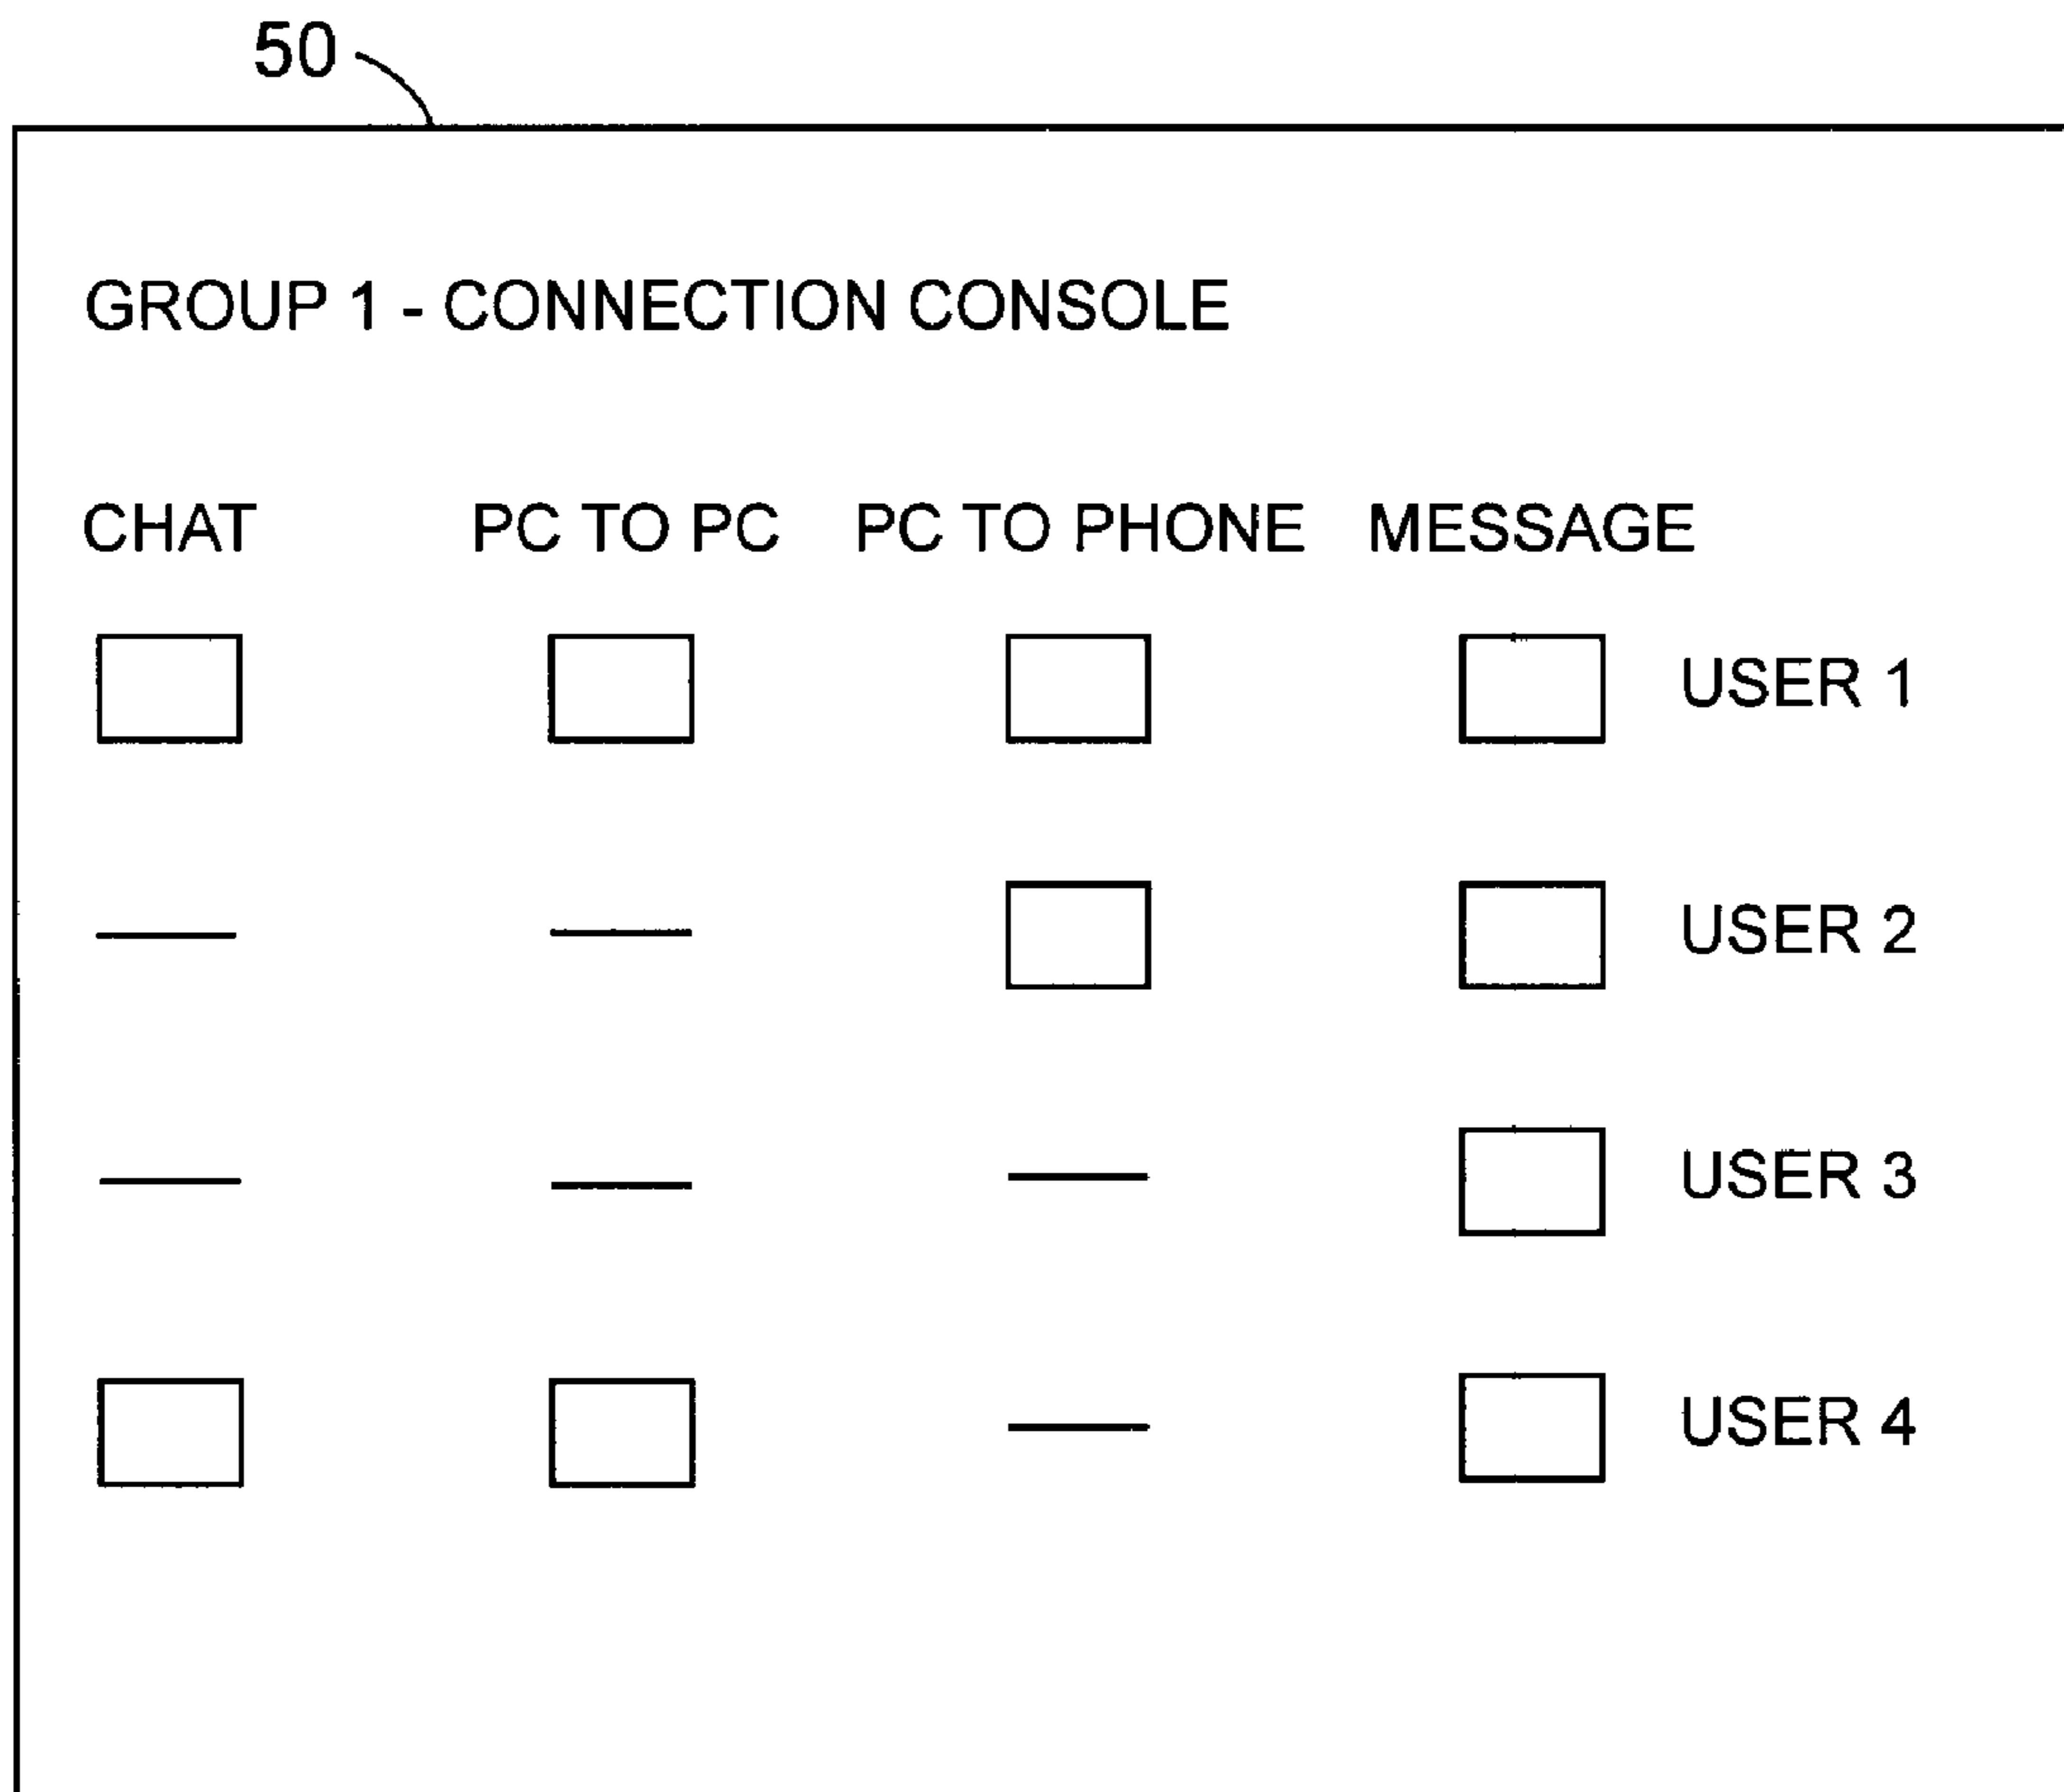 50
GROUP 1 - CONNECTION CONSOLE
CHAT PC TO PC PC TO PHONE MESSAGE
USER 1
USER 2
USER 3
USER 4